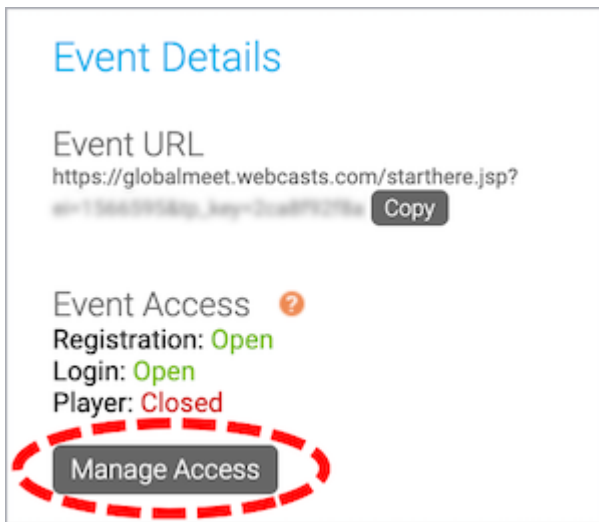 Event Details
Event URL
https://globalmeet.webcasts.com/starthere.jsp?
Copy
Event Access ?
Registration: Open
Login: Open
Player: Closed
Manage Access